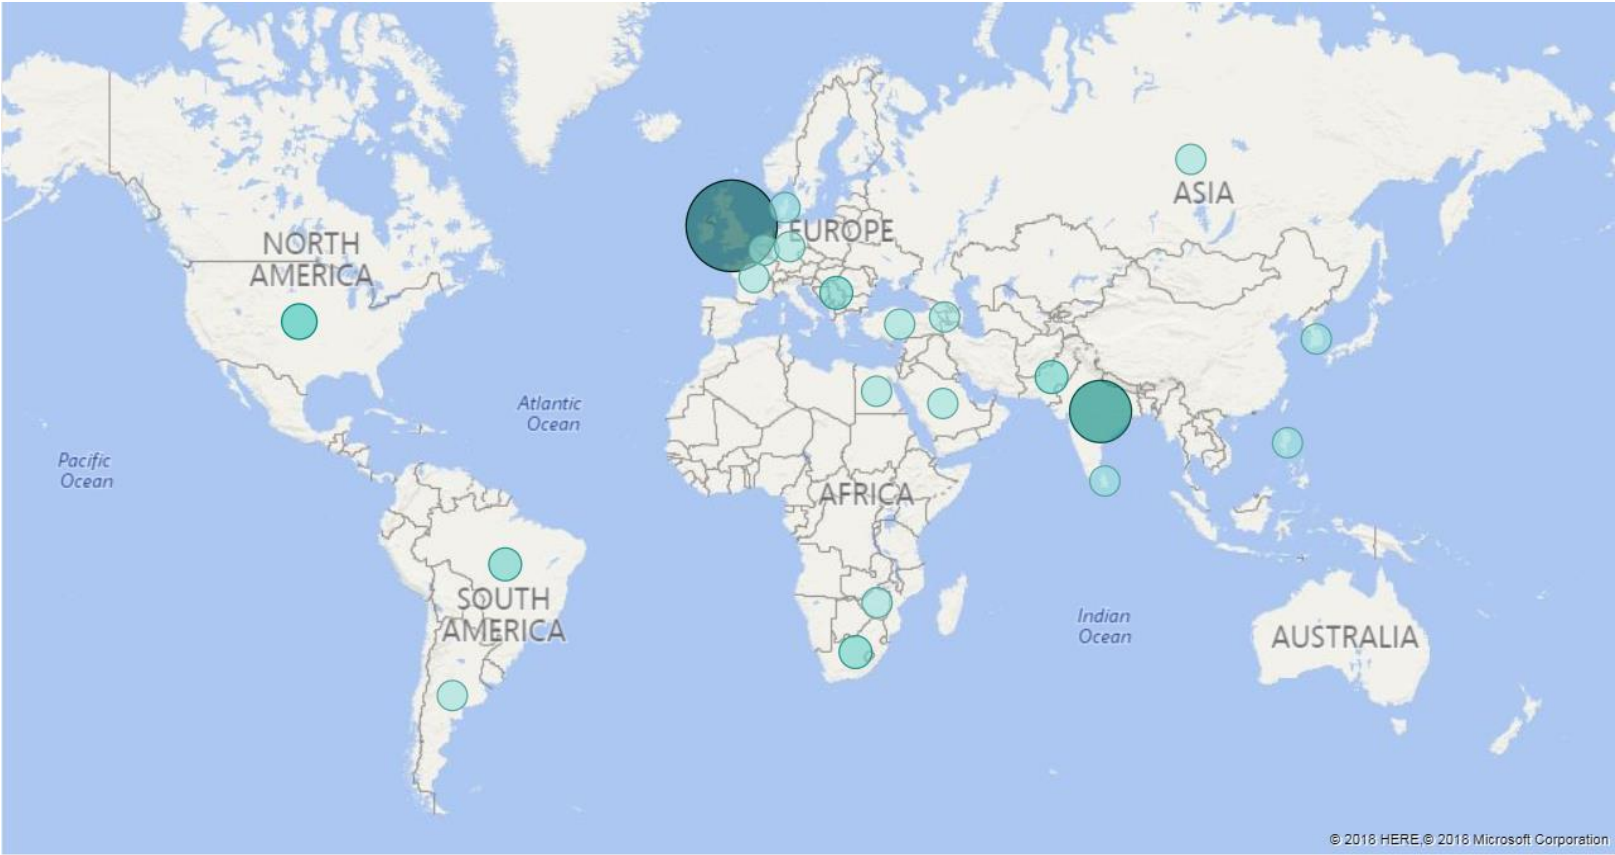 ASIA
EUROPE
NORTH
AMERICA
Atlantic
Ocean
Pacific
Ocean
AFRICA
SOUTH
AMERICA
Indian
Ocean
AUSTRALIA
© 2018 HERE,© 2018 Microsoft Corporation